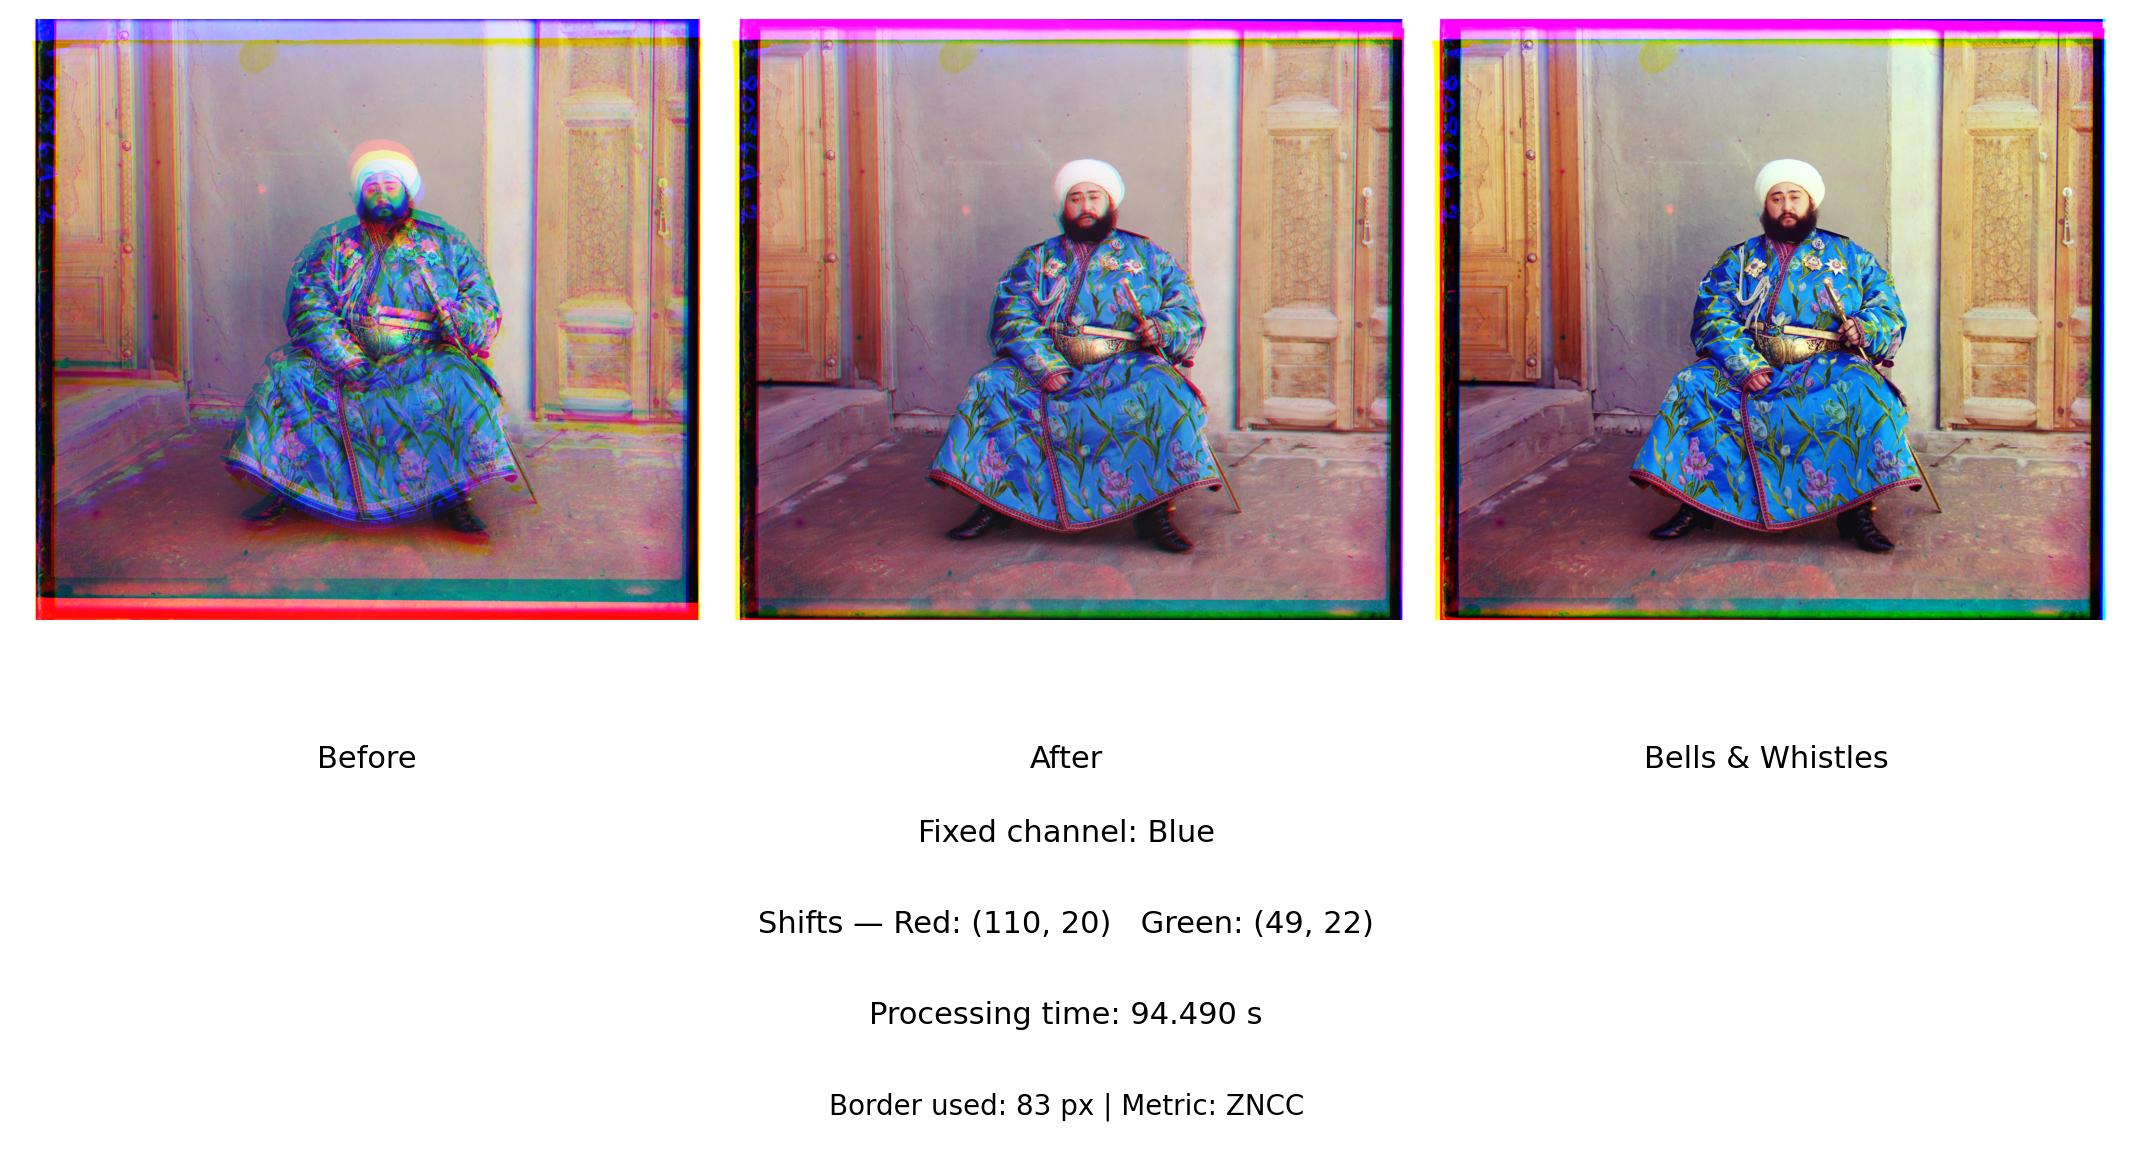 Before
After
Bells & Whistles
Fixed channel: Blue
Shifts — Red: (110, 20)   Green: (49, 22)
Processing time: 94.490 s
Border used: 83 px | Metric: ZNCC